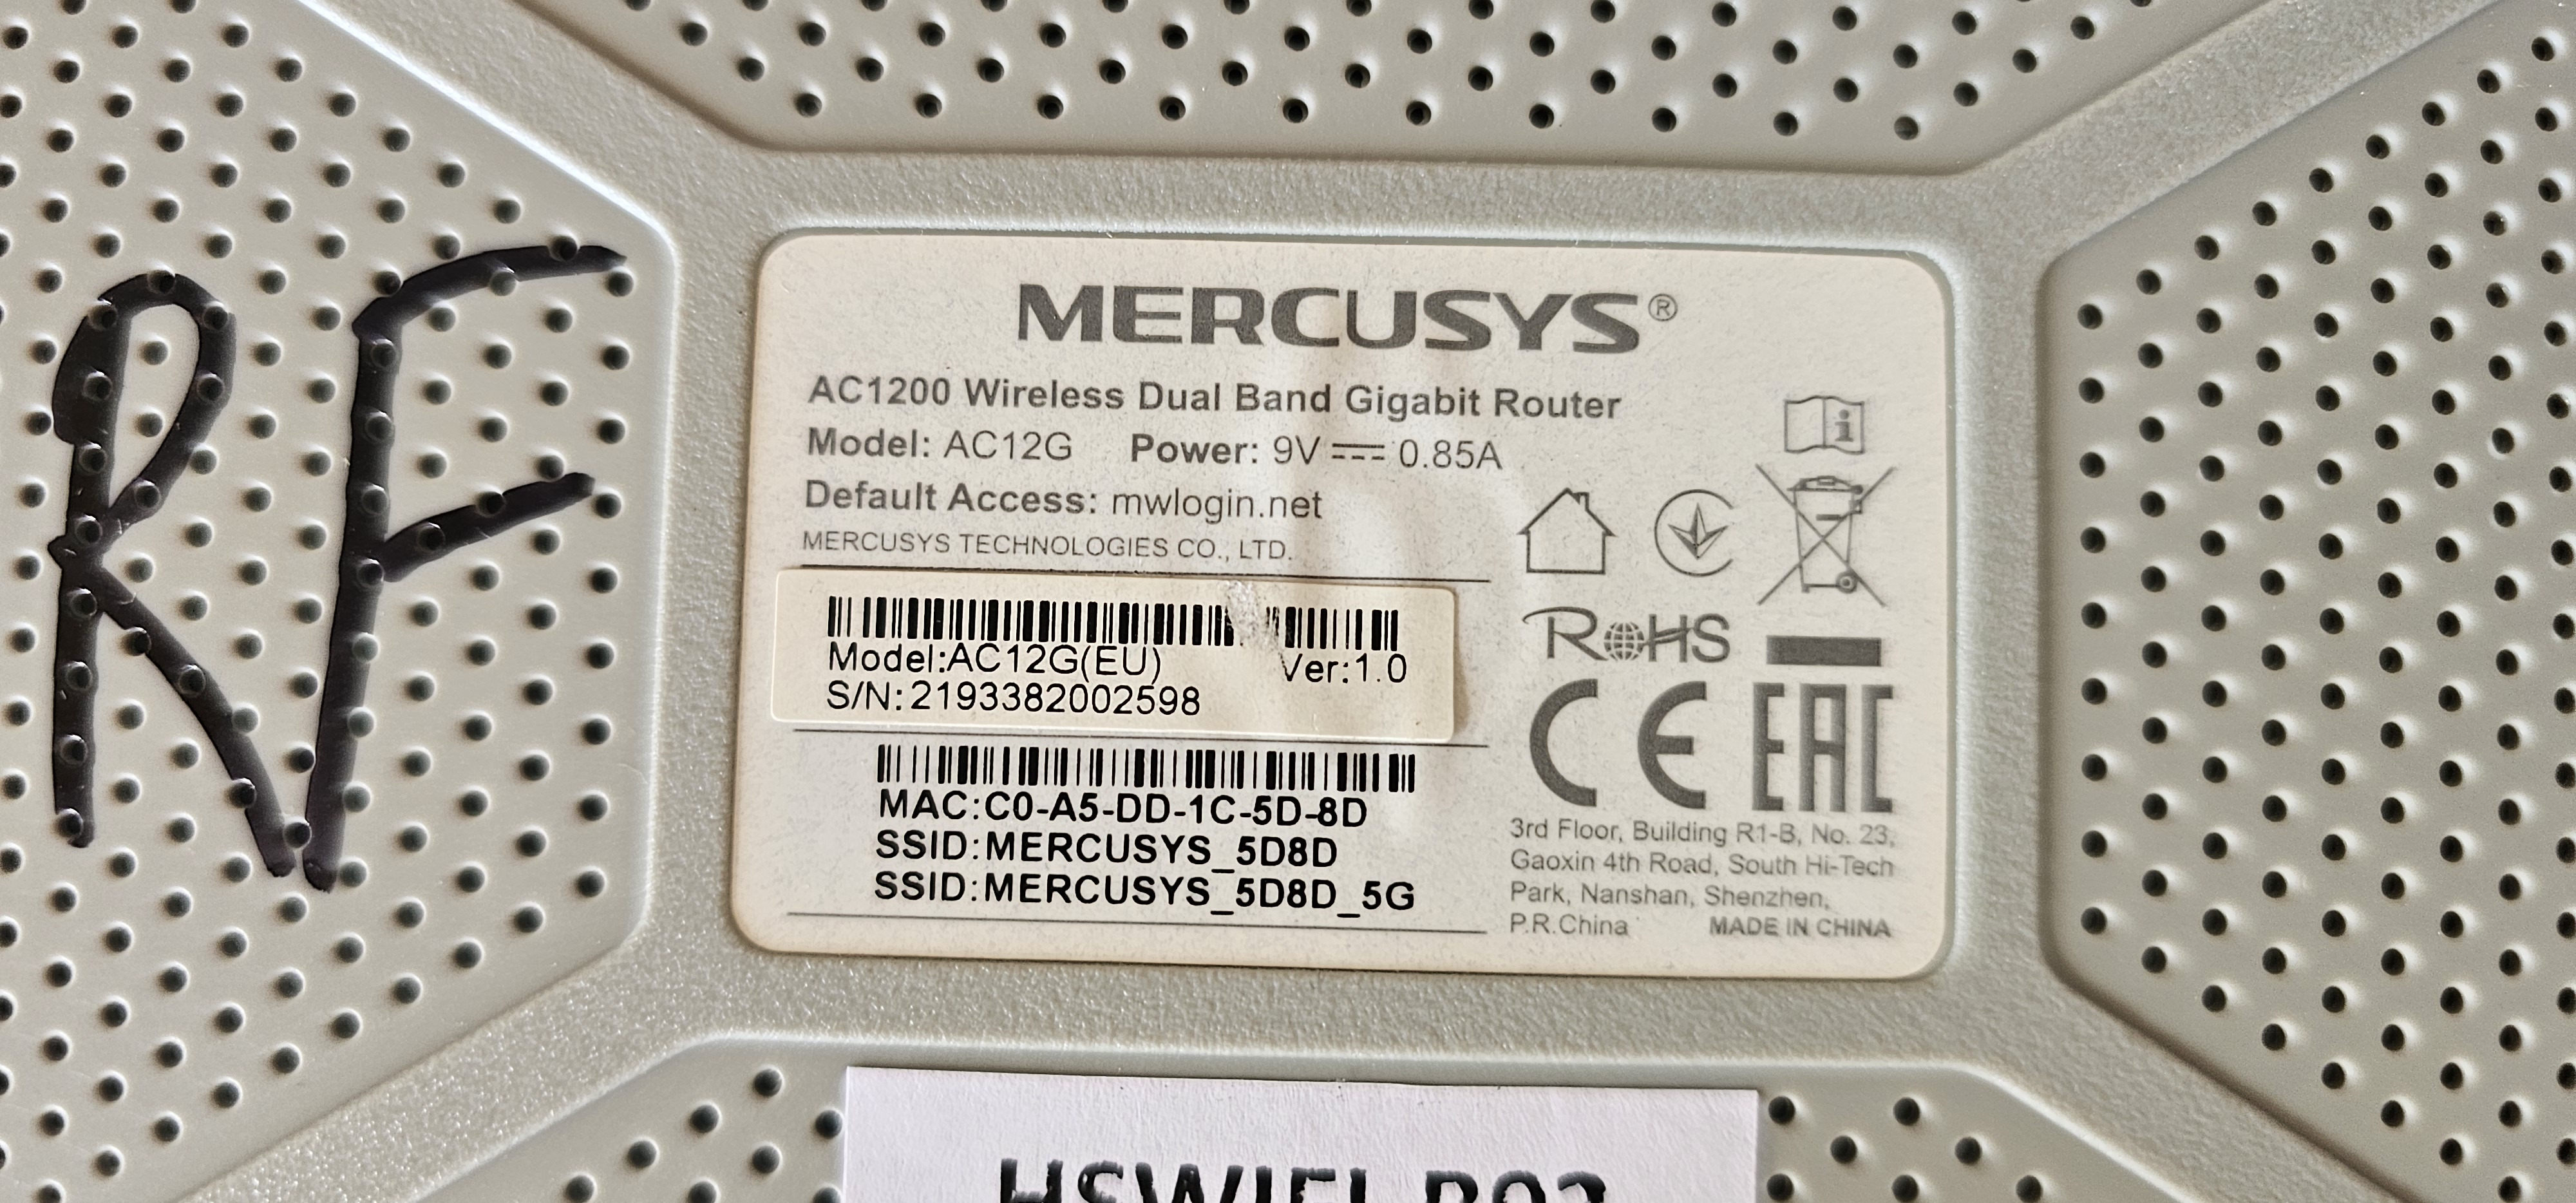 RF
MERCUSYS®
AC1200 Wireless Dual Band Gigabit Router
Model: AC12G Power: 9V ⎓ 0.85A
Default Access: mwlogin.net
MERCUSYS TECHNOLOGIES CO., LTD.
Model:AC12G(EU) Ver:1.0
S/N:2193382002598
MAC:C0-A5-DD-1C-5D-8D
SSID:MERCUSYS_5D8D
SSID:MERCUSYS_5D8D_5G
i
RoHS
CE EAC
3rd Floor, Building R1-B, No. 23,
Gaoxin 4th Road, South Hi-Tech
Park, Nanshan, Shenzhen,
P.R.China MADE IN CHINA